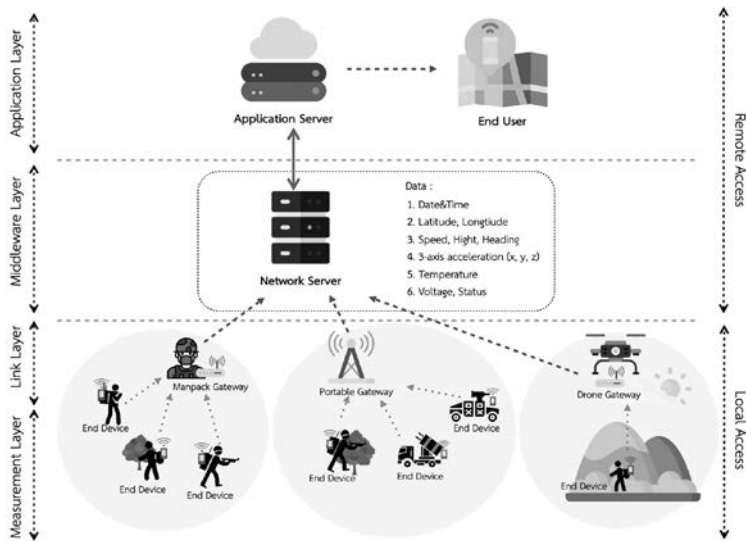 Application Layer
Application Server
End User
Remote Access
Middleware Layer
Network Server
Data :
1. Date&Time
2. Latitude, Longtiude
3. Speed, Hight, Heading
4. 3-axis acceleration (x, y, z)
5. Temperature
6. Voltage, Status
Link Layer
Manpack Gateway
Portable Gateway
Drone Gateway
Local Access
Measurement Layer
End Device
End Device
End Device
End Device
End Device
End Device
End Device